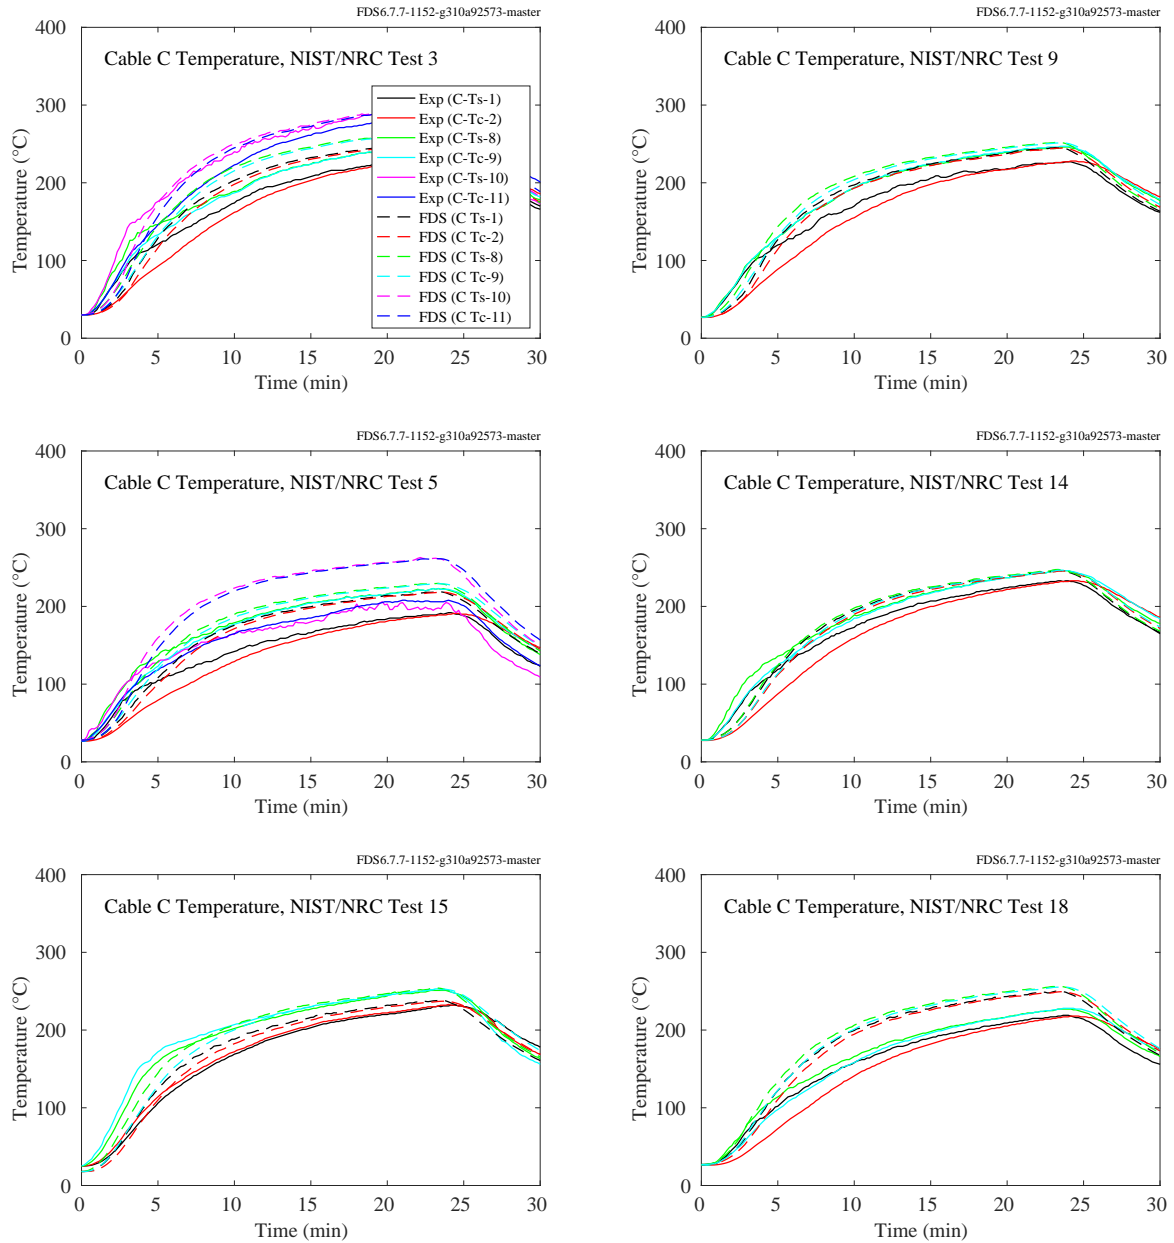 FDS6.7.7-1152-g310a92573-master
Cable C Temperature, NIST/NRC Test 3
Exp (C-Ts-1)
Exp (C-Tc-2)
Exp (C-Ts-8)
Exp (C-Tc-9)
Exp (C-Ts-10)
Exp (C-Tc-11)
FDS (C Ts-1)
FDS (C Tc-2)
FDS (C Ts-8)
FDS (C Tc-9)
FDS (C Ts-10)
FDS (C Tc-11)
400
300
200
100
0
Temperature (°C)
0 5 10 15 20 25 30
Time (min)
FDS6.7.7-1152-g310a92573-master
Cable C Temperature, NIST/NRC Test 9
400
300
200
100
0
Temperature (°C)
0 5 10 15 20 25 30
Time (min)
FDS6.7.7-1152-g310a92573-master
Cable C Temperature, NIST/NRC Test 5
400
300
200
100
0
Temperature (°C)
0 5 10 15 20 25 30
Time (min)
FDS6.7.7-1152-g310a92573-master
Cable C Temperature, NIST/NRC Test 14
400
300
200
100
0
Temperature (°C)
0 5 10 15 20 25 30
Time (min)
FDS6.7.7-1152-g310a92573-master
Cable C Temperature, NIST/NRC Test 15
400
300
200
100
0
Temperature (°C)
0 5 10 15 20 25 30
Time (min)
FDS6.7.7-1152-g310a92573-master
Cable C Temperature, NIST/NRC Test 18
400
300
200
100
0
Temperature (°C)
0 5 10 15 20 25 30
Time (min)